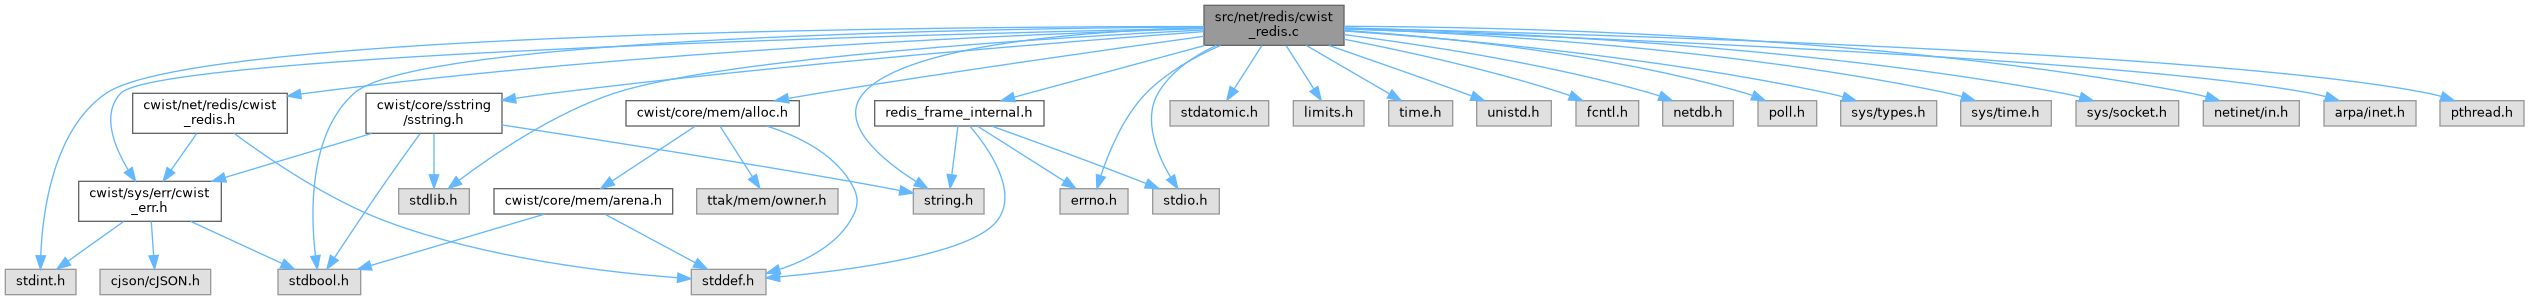 src/net/redis/cwist
_redis.c
cwist/net/redis/cwist
_redis.h
cwist/core/sstring
/sstring.h
cwist/core/mem/alloc.h
redis_frame_internal.h
stdatomic.h
limits.h
time.h
unistd.h
fcntl.h
netdb.h
poll.h
sys/types.h
sys/time.h
sys/socket.h
netinet/in.h
arpa/inet.h
pthread.h
cwist/sys/err/cwist
_err.h
stdlib.h
cwist/core/mem/arena.h
ttak/mem/owner.h
string.h
errno.h
stdio.h
stdint.h
cjson/cJSON.h
stdbool.h
stddef.h